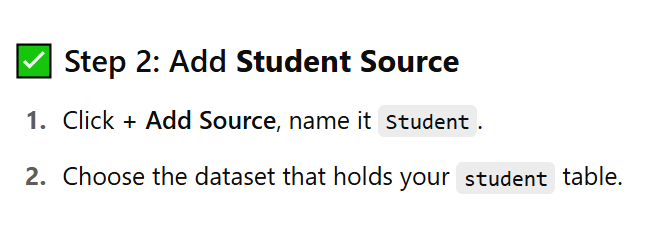 ✅ Step 2: Add Student Source
1. Click + Add Source, name it Student.
2. Choose the dataset that holds your student table.